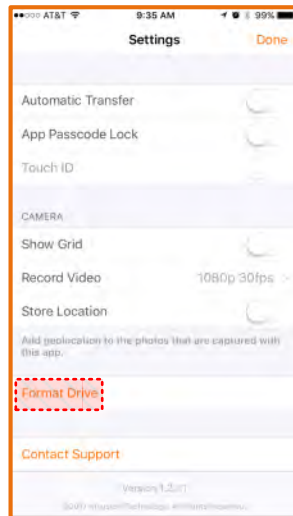 AT&T 9:35 AM 99%
Settings Done
Automatic Transfer
App Passcode Lock
Touch ID
CAMERA
Show Grid
Record Video 1080p 30fps >
Store Location
Add geolocation to the photos that are captured with
this app.
Format Drive
Contact Support